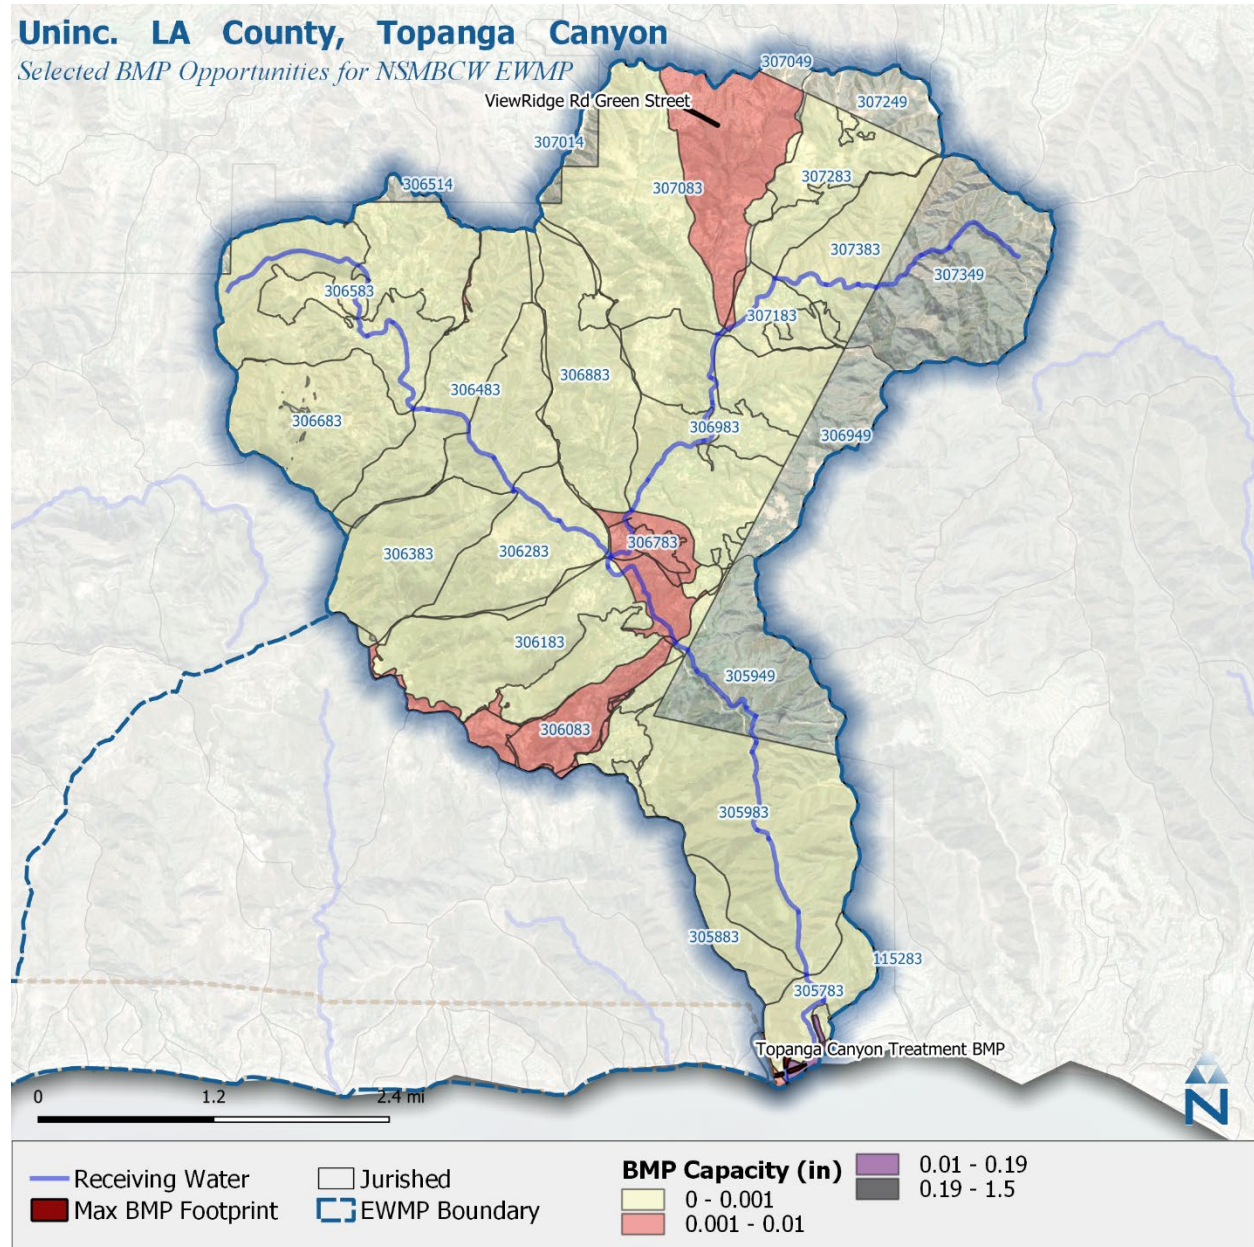 Uninc. LA County, Topanga Canyon
Selected BMP Opportunities for NSMBCW EWMP
307049
ViewRidge Rd Green Street
307249
307014
307283
306514
307083
307383
307349
306583
307183
306883
306483
306683
306983
306949
306783
306283
306383
306183
305949
306083
305983
305883
115283
305783
Topanga Canyon Treatment BMP
0 1.2 2.4 mi
N
Receiving Water
Max BMP Footprint
Jurished
EWMP Boundary
BMP Capacity (in)
0 - 0.001
0.001 - 0.01
0.01 - 0.19
0.19 - 1.5